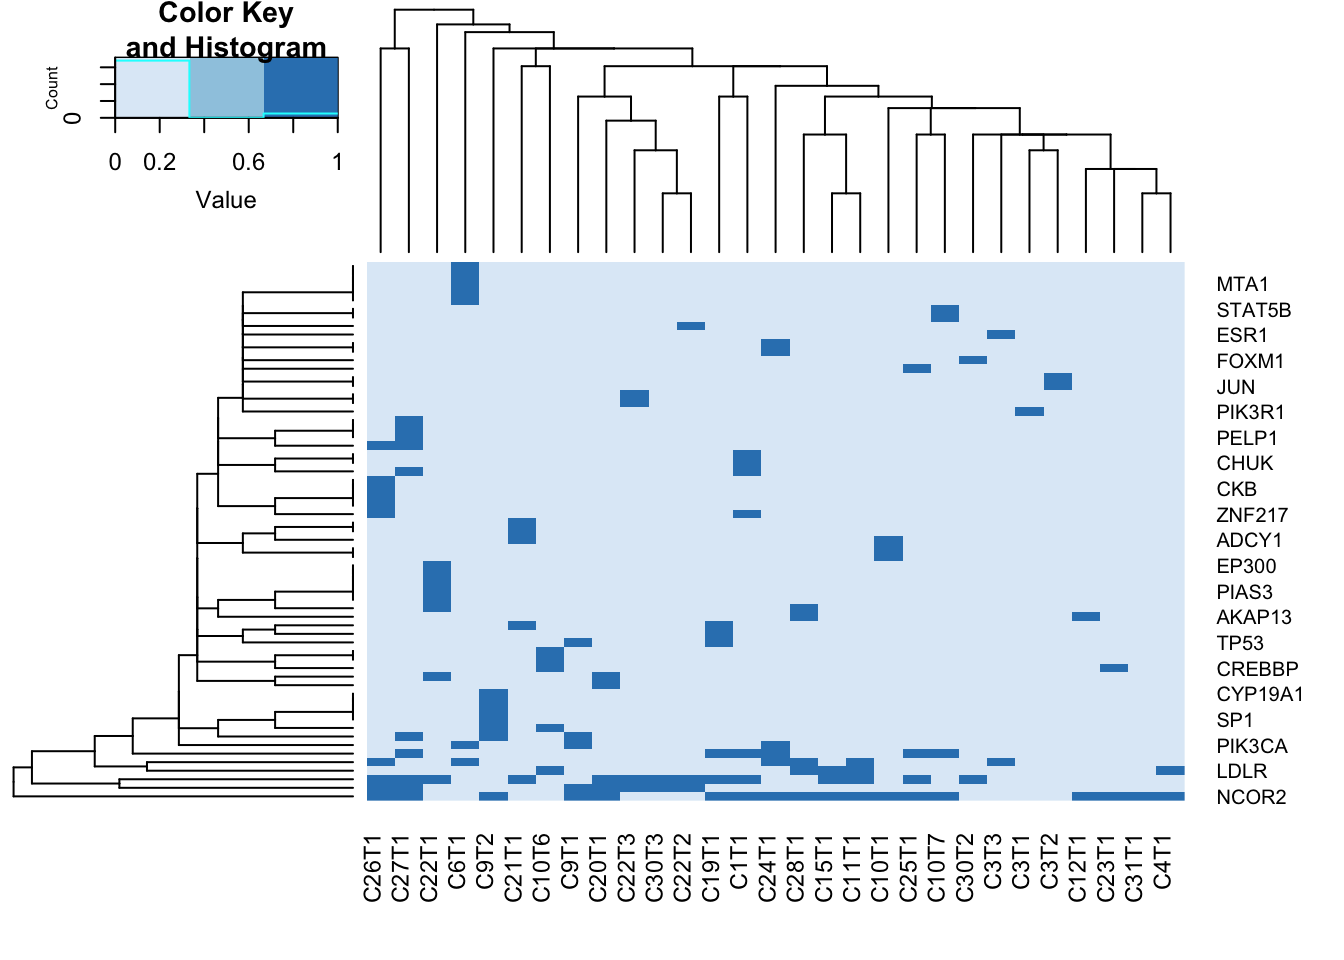 Color Key
and Histogram
Count
0
0 0.2 0.6 1
Value
MTA1
STAT5B
ESR1
FOXM1
JUN
PIK3R1
PELP1
CHUK
CKB
ZNF217
ADCY1
EP300
PIAS3
AKAP13
TP53
CREBBP
CYP19A1
SP1
PIK3CA
LDLR
NCOR2
C26T1
C27T1
C22T1
C6T1
C9T2
C21T1
C10T6
C9T1
C20T1
C22T3
C30T3
C22T2
C19T1
C1T1
C24T1
C28T1
C15T1
C11T1
C10T1
C25T1
C10T7
C30T2
C3T3
C3T1
C3T2
C12T1
C23T1
C31T1
C4T1